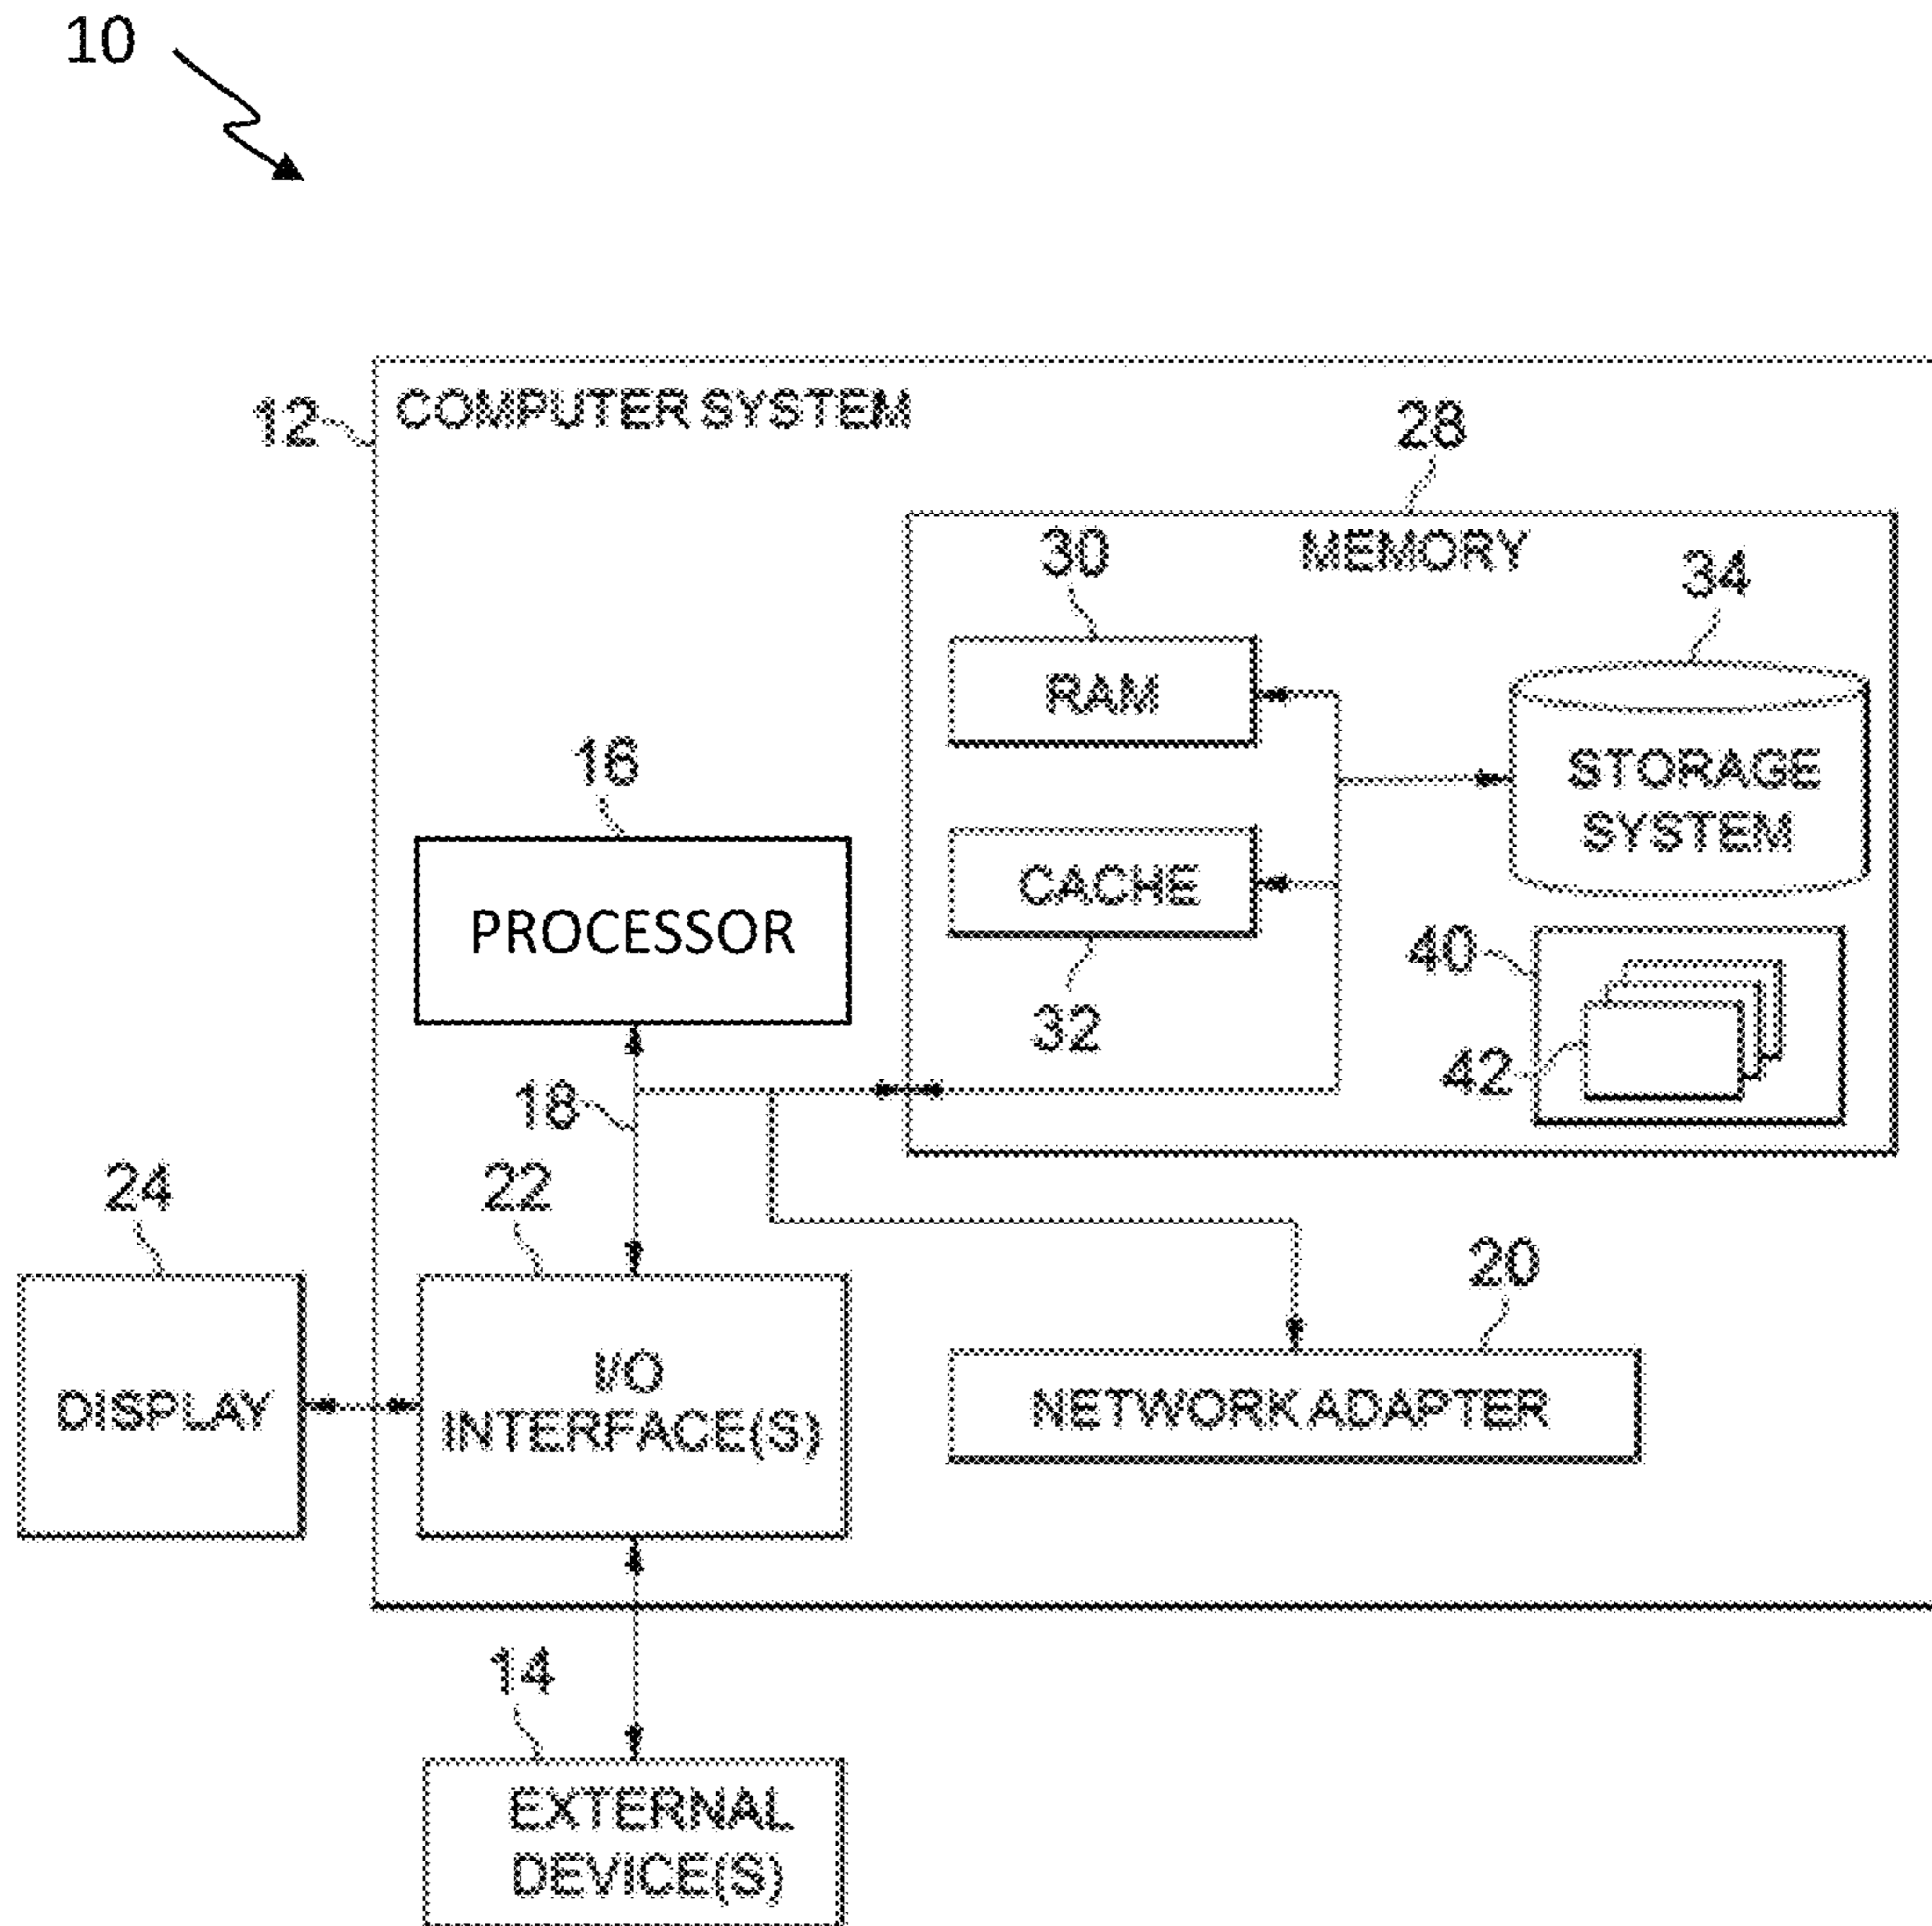 10
12
COMPUTER SYSTEM
28
MEMORY
30
34
RAM
STORAGE
SYSTEM
16
CACHE
PROCESSOR
40
32
42
18
24
22
20
I/O
INTERFACE(S)
DISPLAY
NETWORK ADAPTER
14
EXTERNAL
DEVICE(S)